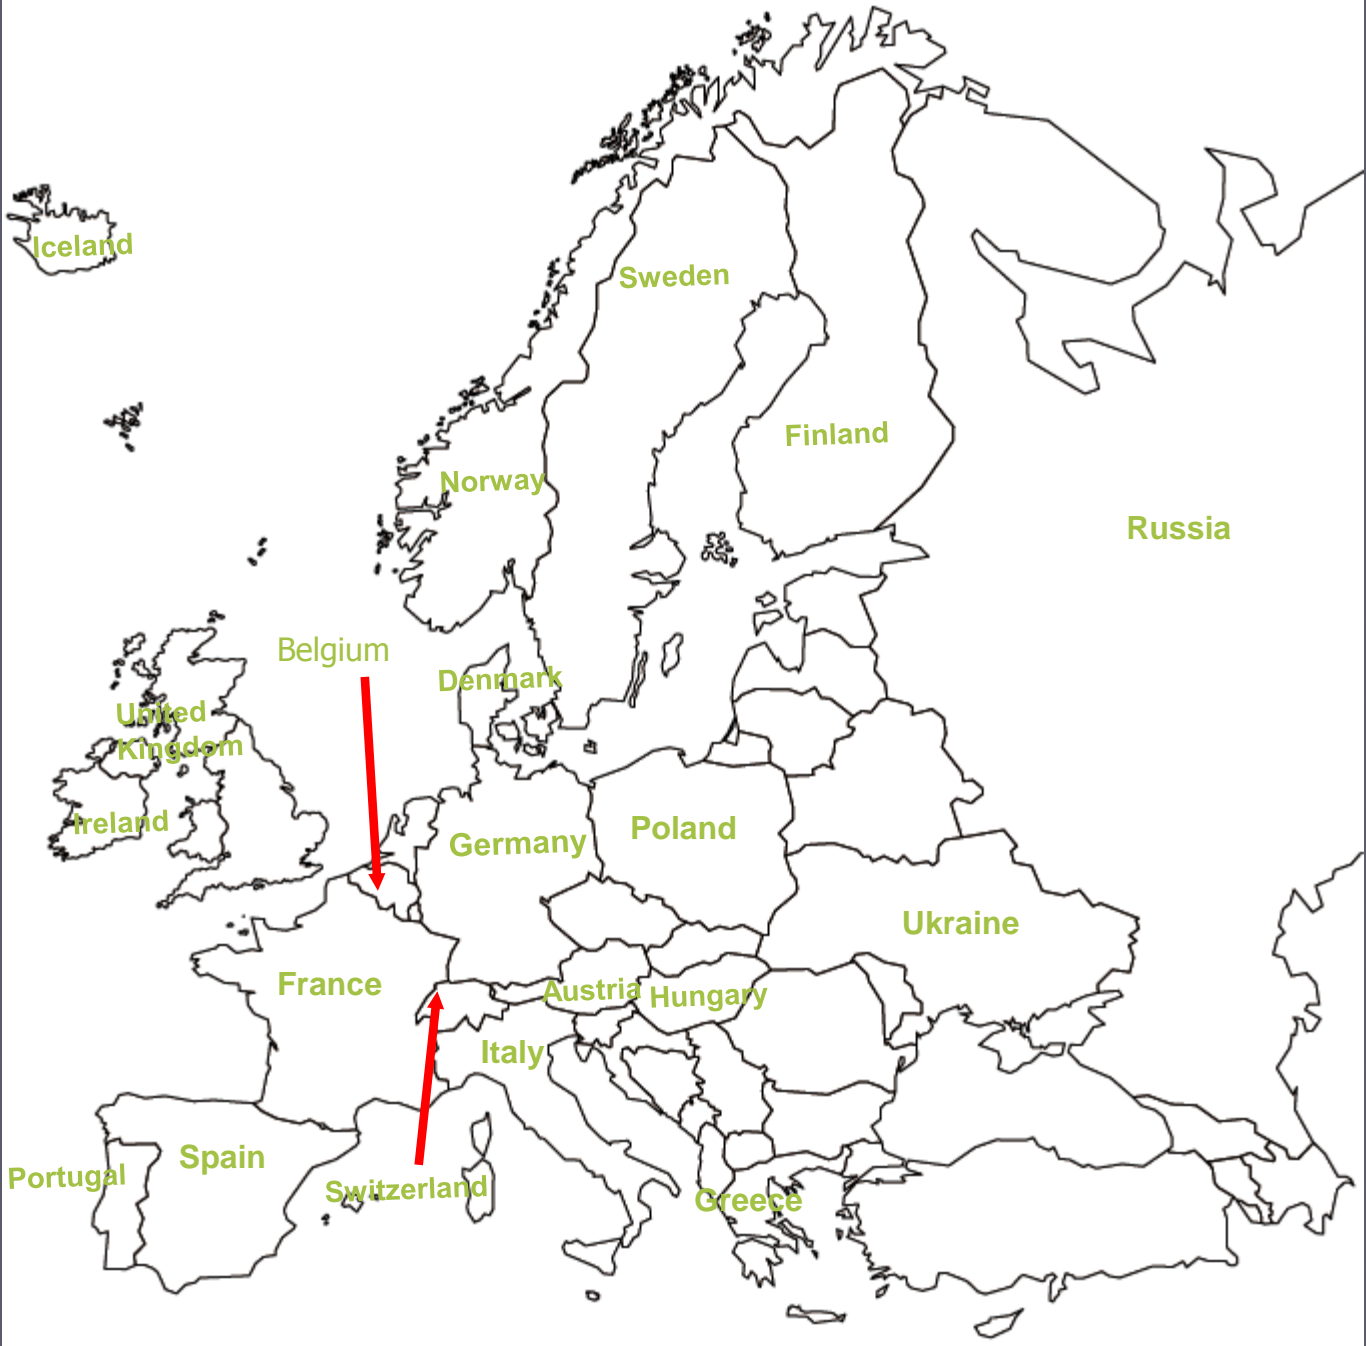 Iceland
Sweden
Finland
Norway
Russia
Belgium
Denmark
United
Kingdom
Ireland
Germany
Poland
Ukraine
France
Austria
Hungary
Italy
Spain
Portugal
Switzerland
Greece